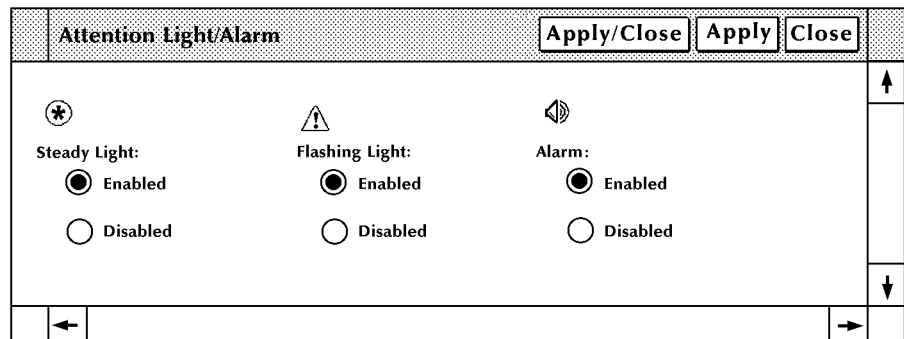 Attention Light/Alarm Apply/Close Apply Close
Steady Light: Flashing Light: Alarm:
Enabled Enabled Enabled
Disabled Disabled Disabled